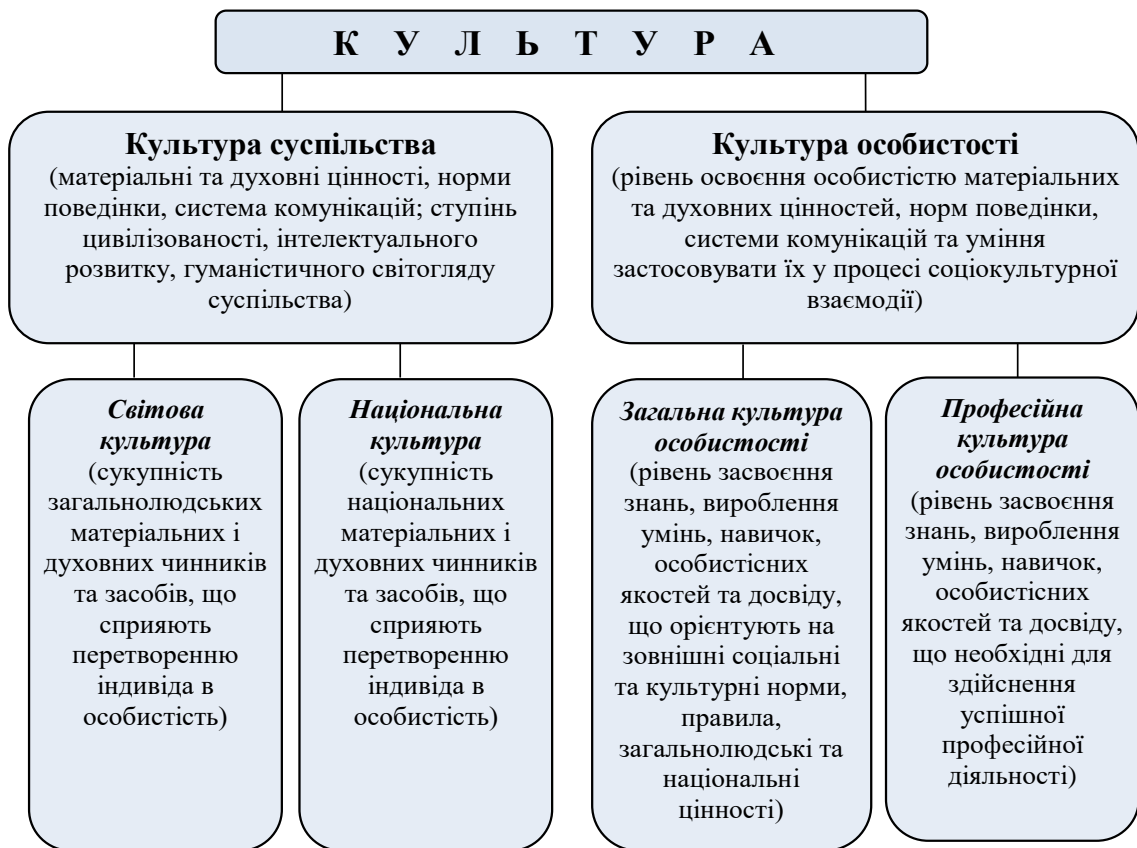 К У Л Ь Т У Р А
Культура суспільства
(матеріальні та духовні цінності, норми
поведінки, система комунікацій; ступінь
цивілізованості, інтелектуального
розвитку, гуманістичного світогляду
суспільства)
Культура особистості
(рівень освоєння особистістю матеріальних
та духовних цінностей, норм поведінки,
системи комунікацій та уміння
застосовувати їх у процесі соціокультурної
взаємодії)
Світова
культура
(сукупність
загальнолюдських
матеріальних і
духовних чинників
та засобів, що
сприяють
перетворенню
індивіда в
особистість)
Національна
культура
(сукупність
національних
матеріальних і
духовних чинників
та засобів, що
сприяють
перетворенню
індивіда в
особистість)
Загальна культура
особистості
(рівень засвоєння
знань, вироблення
умінь, навичок,
особистісних
якостей та досвіду,
що орієнтують на
зовнішні соціальні
та культурні норми,
правила,
загальнолюдські та
національні
цінності)
Професійна
культура
особистості
(рівень засвоєння
знань, вироблення
умінь, навичок,
особистісних
якостей та досвіду,
що необхідні для
здійснення
успішної
професійної
діяльності)